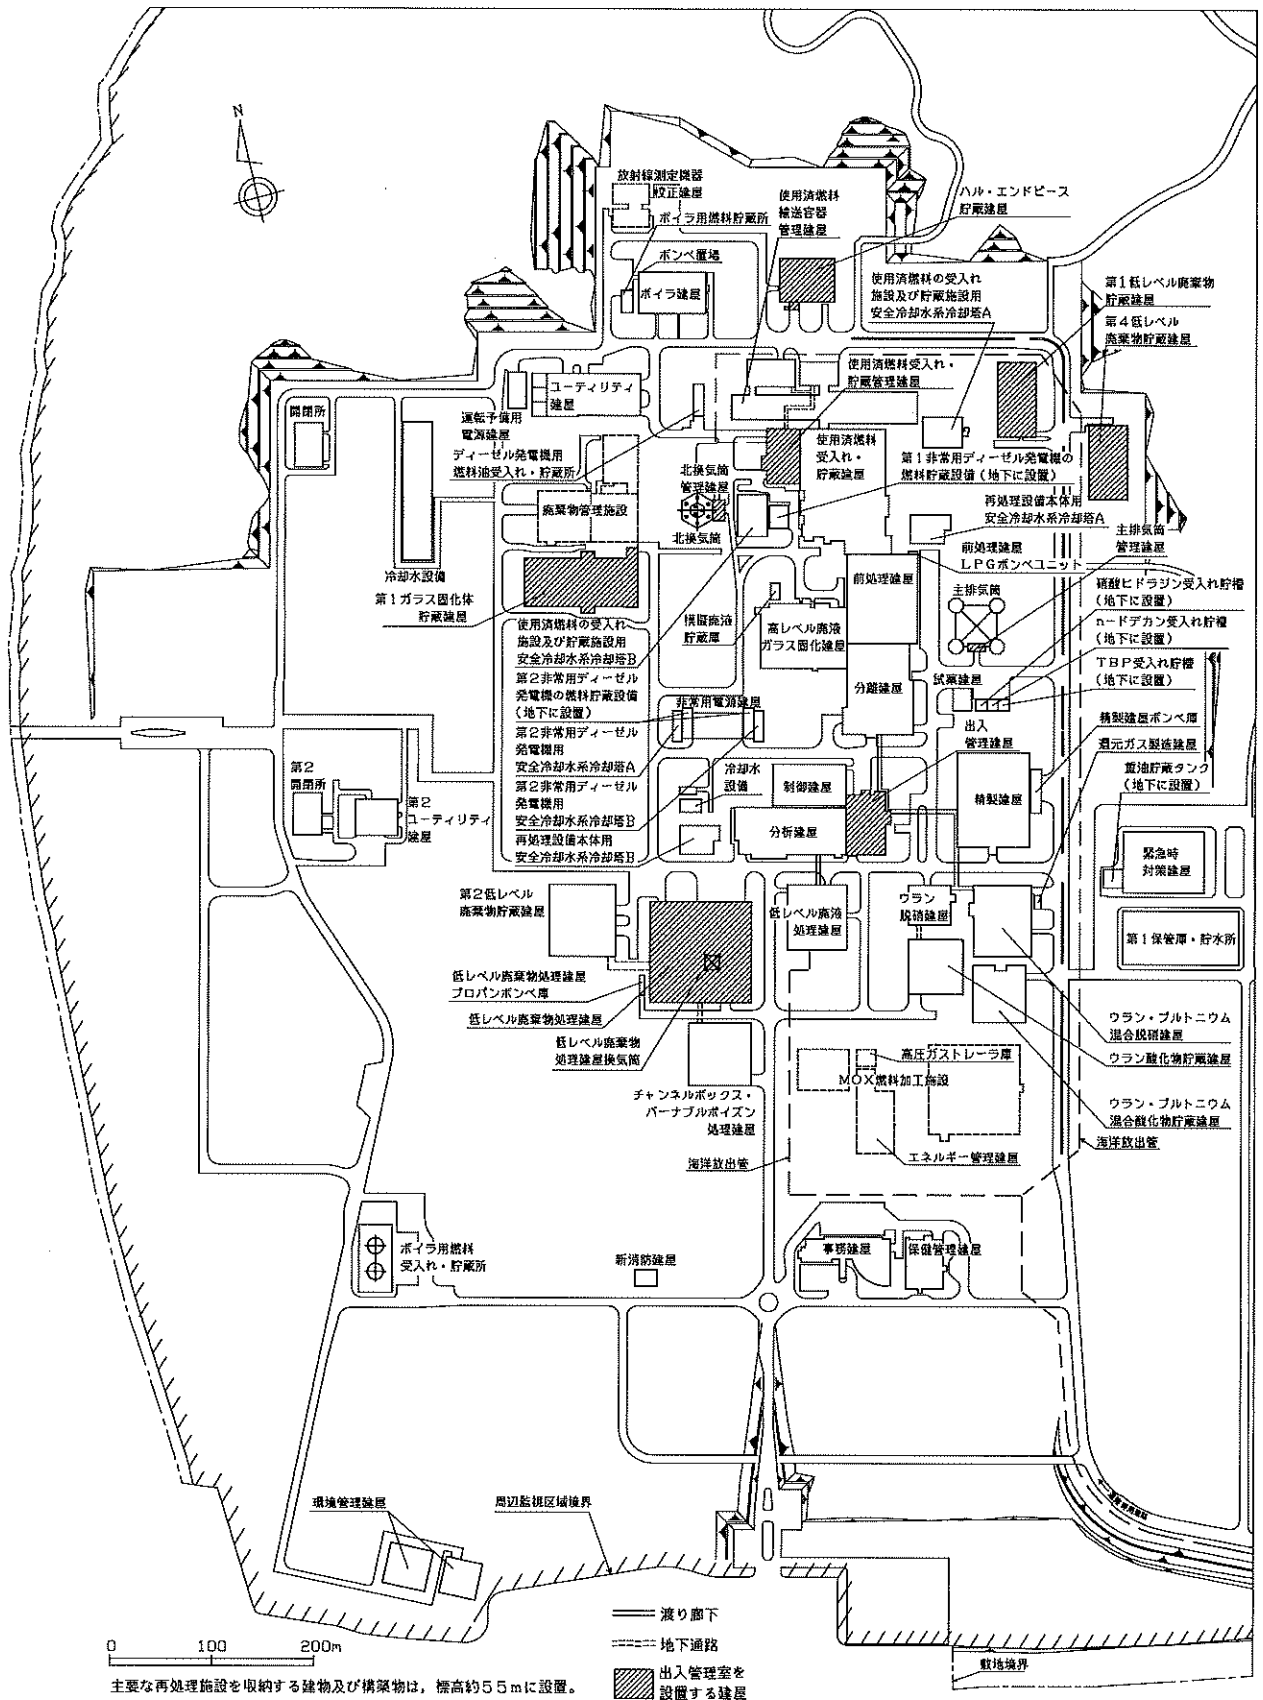 N
放射線測定機器
校正建屋
ボイラ用燃料貯蔵所
ボンベ置場
ボイラ建屋
使用済燃料
輸送容器
管理建屋
ハル・エンドピース
貯蔵建屋
使用済燃料の受入れ
施設及び貯蔵施設用
安全冷却水系冷却塔A
第1低レベル廃棄物
貯蔵建屋
第4低レベル
廃棄物貯蔵建屋
使用済燃料受入れ・
貯蔵管理建屋
ユーティリティ
建屋
開閉所
運転予備用
電源建屋
ディーゼル発電機用
燃料油受入れ・貯蔵所
使用済燃料
受入れ・
貯蔵建屋
北換気筒
管理建屋
第1非常用ディーゼル発電機の
燃料貯蔵設備(地下に設置)
再処理設備本体用
安全冷却水系冷却塔A
廃棄物管理施設
北換気筒
主排気筒
管理建屋
冷却水設備
前処理建屋
LPGボンベユニット
前処理建屋
主排気筒
硝酸ヒドラジン受入れ貯槽
(地下に設置)
第1ガラス固化体
貯蔵建屋
使用済燃料の受入れ
施設及び貯蔵施設用
安全冷却水系冷却塔B
模擬廃液
貯蔵庫
高レベル廃液
ガラス固化建屋
n-ドデカン受入れ貯槽
(地下に設置)
TBP受入れ貯槽
(地下に設置)
第2非常用ディーゼル
発電機の燃料貯蔵設備
(地下に設置)
非常用電源建屋
分離建屋
試薬建屋
精製建屋ボンベ庫
出入
管理建屋
還元ガス製造建屋
第2非常用ディーゼル
発電機用
安全冷却水系冷却塔A
重油貯蔵タンク
(地下に設置)
第2
開閉所
第2
ユーティリティ
建屋
第2非常用ディーゼル
発電機用
安全冷却水系冷却塔B
冷却水
設備
制御建屋
精製建屋
再処理設備本体用
安全冷却水系冷却塔B
分析建屋
緊急時
対策建屋
第2低レベル
廃棄物貯蔵建屋
低レベル廃液
処理建屋
ウラン
脱硝建屋
第1保管庫・貯水所
低レベル廃棄物処理建屋
プロパンボンベ庫
低レベル廃棄物処理建屋
低レベル廃棄物
処理建屋換気筒
ウラン・プルトニウム
混合脱硝建屋
ウラン酸化物貯蔵建屋
高圧ガストレーラ庫
MOX燃料加工施設
チャンネルボックス・
バーナブルポイズン
処理建屋
ウラン・プルトニウム
混合酸化物貯蔵建屋
海洋放出管
エネルギー管理建屋
海洋放出管
ボイラ用燃料
受入れ・貯蔵所
新消防建屋
事務建屋
保健管理建屋
環境管理建屋
周辺監視区域境界
渡り廊下
地下通路
出入管理室を
設置する建屋
敷地境界
0 100 200m
主要な再処理施設を収納する建物及び構築物は，標高約55mに設置。